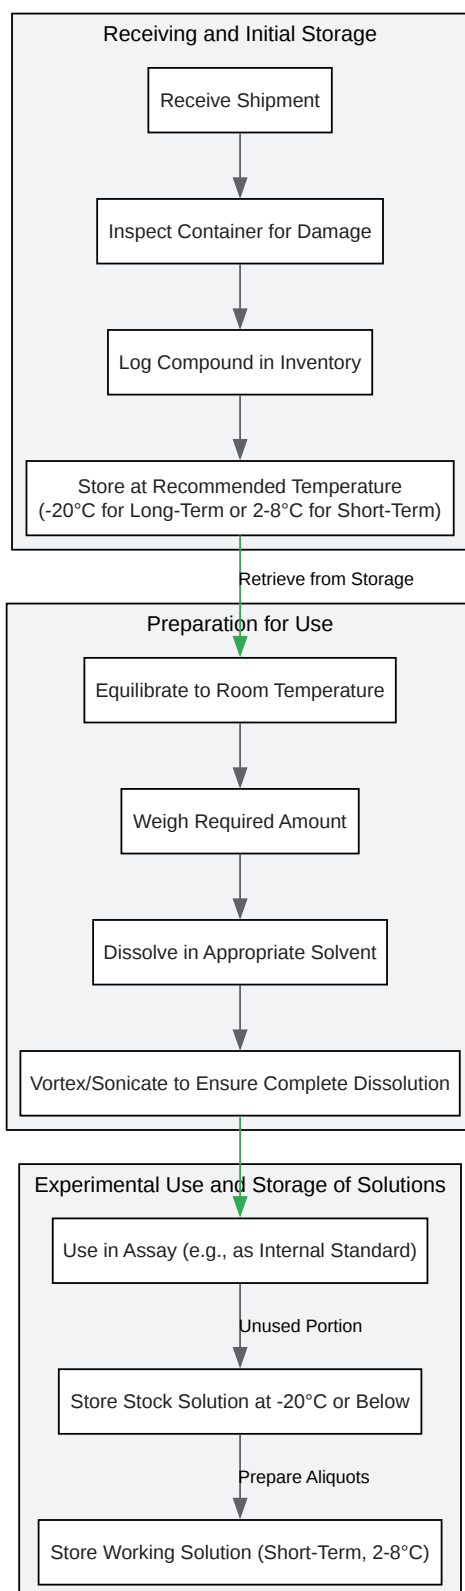 Receiving and Initial Storage
Receive Shipment
Inspect Container for Damage
Log Compound in Inventory
Store at Recommended Temperature
(-20°C for Long-Term or 2-8°C for Short-Term)
Retrieve from Storage
Preparation for Use
Equilibrate to Room Temperature
Weigh Required Amount
Dissolve in Appropriate Solvent
Vortex/Sonicate to Ensure Complete Dissolution
Experimental Use and Storage of Solutions
Use in Assay (e.g., as Internal Standard)
Unused Portion
Store Stock Solution at -20°C or Below
Prepare Aliquots
Store Working Solution (Short-Term, 2-8°C)